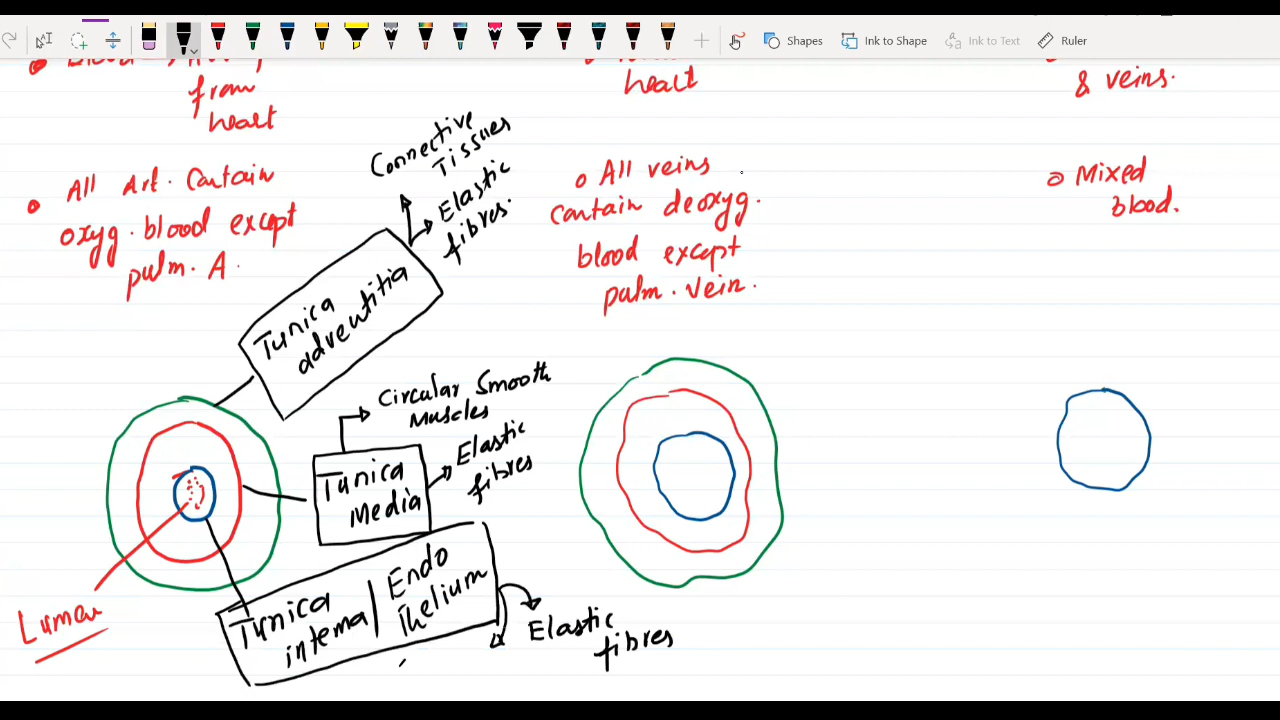 Shapes
Ink to Shape
Ink to Text
Ruler
from
heart
heart
& veins.
All Art. Contain
oxyg. blood except
pulm. A.
Connective
Tissues
Elastic
fibres.
All veins
Contain deoxyg.
blood except
pulm. vein.
Mixed
blood.
Tunica
adventitia
Circular Smooth
Muscles
Tunica
Media
Elastic
fibres
Lumen
Tunica
interna
Endo
thelium
Elastic
fibres